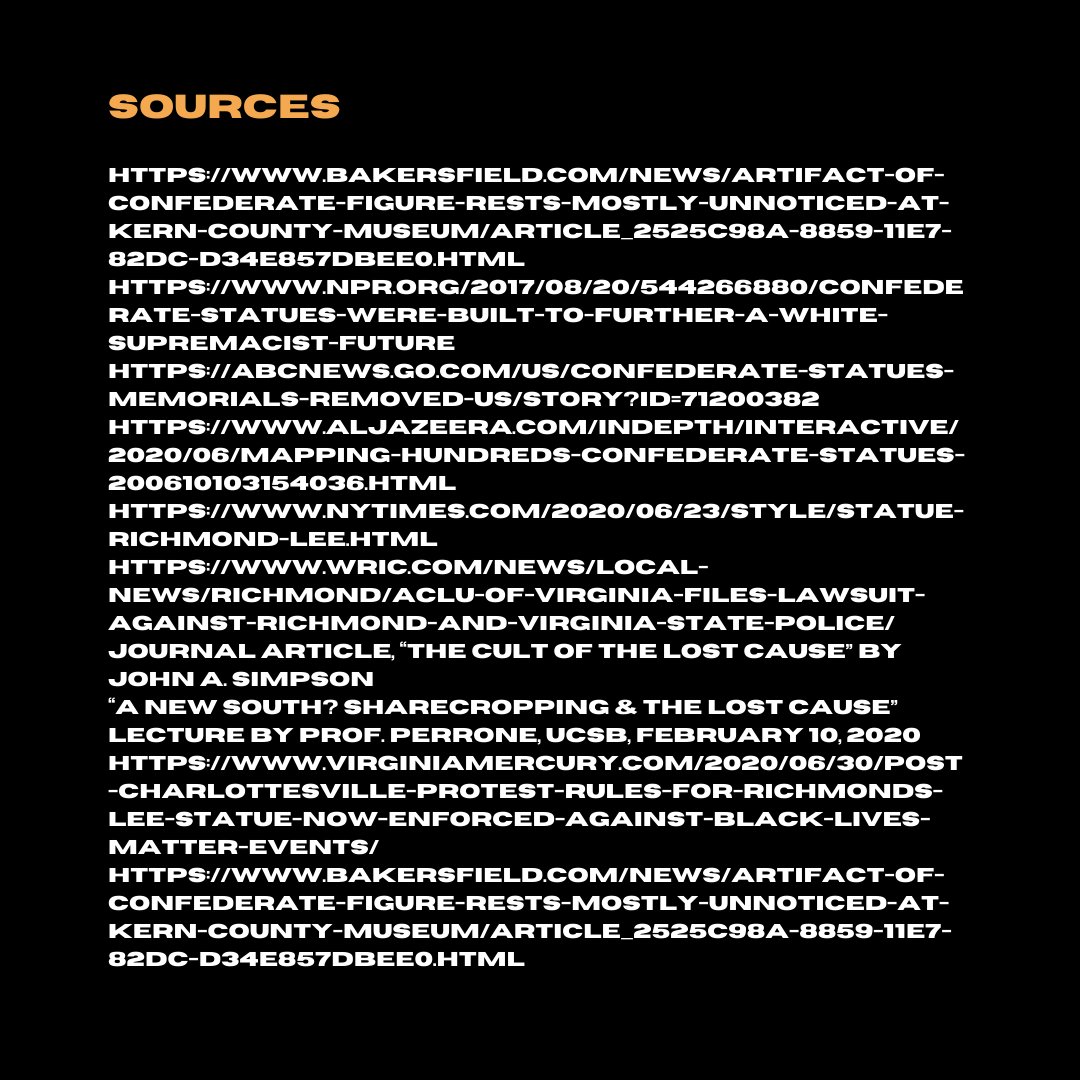 SOURCES
HTTPS://WWW.BAKERSFIELD.COM/NEWS/ARTIFACT-OF-
CONFEDERATE-FIGURE-RESTS-MOSTLY-UNNOTICED-AT-
KERN-COUNTY-MUSEUM/ARTICLE_2525C98A-8859-11E7-
82DC-D34E857DBEE0.HTML
HTTPS://WWW.NPR.ORG/2017/08/20/544266880/CONFEDE
RATE-STATUES-WERE-BUILT-TO-FURTHER-A-WHITE-
SUPREMACIST-FUTURE
HTTPS://ABCNEWS.GO.COM/US/CONFEDERATE-STATUES-
MEMORIALS-REMOVED-US/STORY?ID=71200382
HTTPS://WWW.ALJAZEERA.COM/INDEPTH/INTERACTIVE/
2020/06/MAPPING-HUNDREDS-CONFEDERATE-STATUES-
200610103154036.HTML
HTTPS://WWW.NYTIMES.COM/2020/06/23/STYLE/STATUE-
RICHMOND-LEE.HTML
HTTPS://WWW.WRIC.COM/NEWS/LOCAL-
NEWS/RICHMOND/ACLU-OF-VIRGINIA-FILES-LAWSUIT-
AGAINST-RICHMOND-AND-VIRGINIA-STATE-POLICE/
JOURNAL ARTICLE, “THE CULT OF THE LOST CAUSE” BY
JOHN A. SIMPSON
“A NEW SOUTH? SHARECROPPING & THE LOST CAUSE”
LECTURE BY PROF. PERRONE, UCSB, FEBRUARY 10, 2020
HTTPS://WWW.VIRGINIAMERCURY.COM/2020/06/30/POST
-CHARLOTTESVILLE-PROTEST-RULES-FOR-RICHMONDS-
LEE-STATUE-NOW-ENFORCED-AGAINST-BLACK-LIVES-
MATTER-EVENTS/
HTTPS://WWW.BAKERSFIELD.COM/NEWS/ARTIFACT-OF-
CONFEDERATE-FIGURE-RESTS-MOSTLY-UNNOTICED-AT-
KERN-COUNTY-MUSEUM/ARTICLE_2525C98A-8859-11E7-
82DC-D34E857DBEE0.HTML